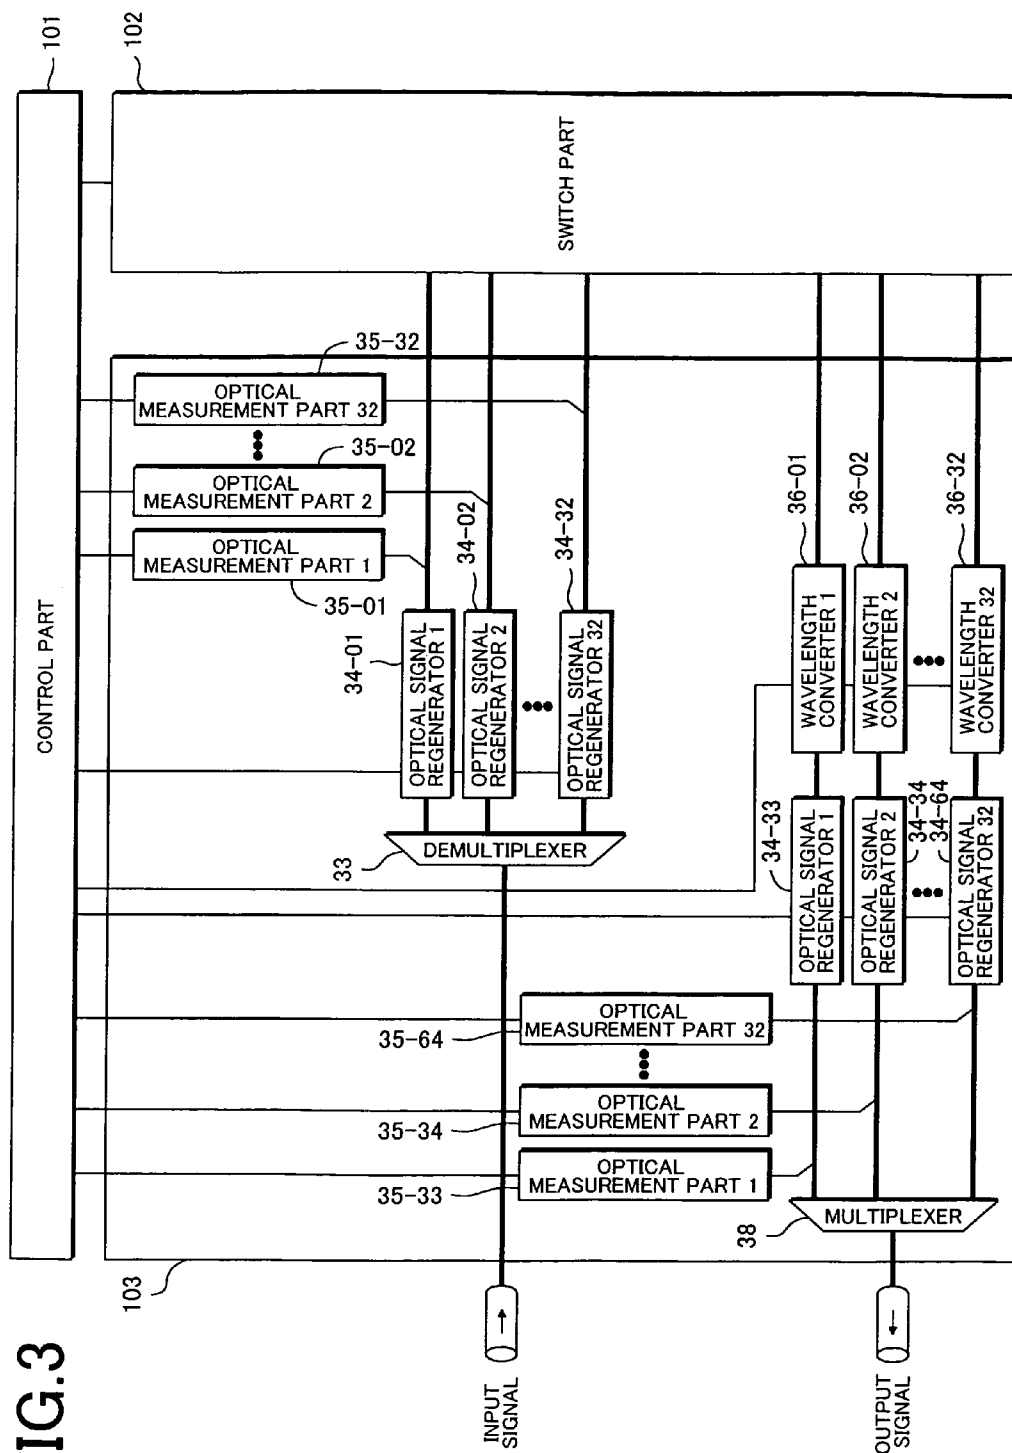 IG.3
101
CONTROL PART
102
SWITCH PART
103
35-32
OPTICAL
MEASUREMENT PART 32
35-02
OPTICAL
MEASUREMENT PART 2
OPTICAL
MEASUREMENT PART 1
35-01
34-01
OPTICAL SIGNAL
REGENERATOR 1
34-02
OPTICAL SIGNAL
REGENERATOR 2
34-32
OPTICAL SIGNAL
REGENERATOR 32
33
DEMULTIPLEXER
INPUT
SIGNAL
36-01
WAVELENGTH
CONVERTER 1
36-02
WAVELENGTH
CONVERTER 2
36-32
WAVELENGTH
CONVERTER 32
34-33
OPTICAL SIGNAL
REGENERATOR 1
34-34
OPTICAL SIGNAL
REGENERATOR 2
34-64
OPTICAL SIGNAL
REGENERATOR 32
35-64
OPTICAL
MEASUREMENT PART 32
35-34
OPTICAL
MEASUREMENT PART 2
35-33
OPTICAL
MEASUREMENT PART 1
38
MULTIPLEXER
OUTPUT
SIGNAL